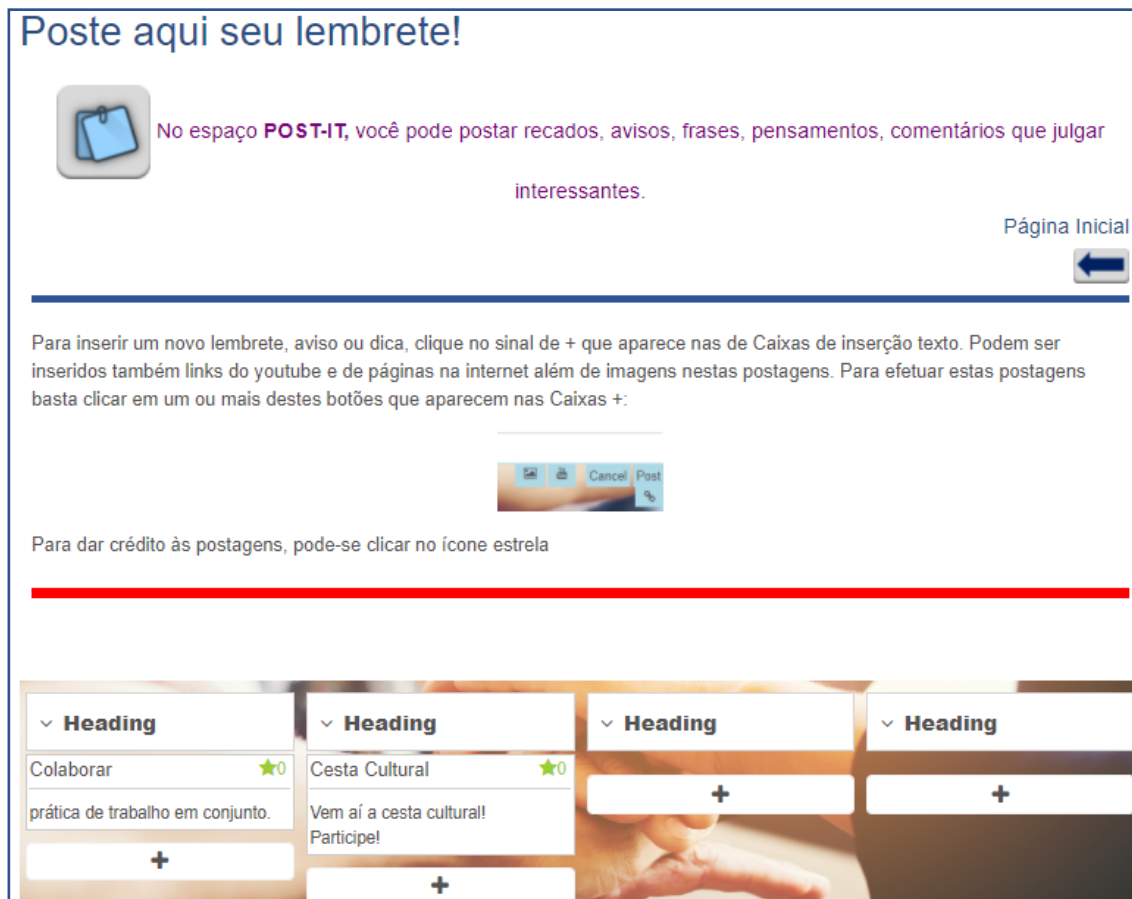 Poste aqui seu lembrete!
No espaço POST-IT, você pode postar recados, avisos, frases, pensamentos, comentários que julgar
interessantes.
Página Inicial
Para inserir um novo lembrete, aviso ou dica, clique no sinal de + que aparece nas de Caixas de inserção texto. Podem ser
inseridos também links do youtube e de páginas na internet além de imagens nestas postagens. Para efetuar estas postagens
basta clicar em um ou mais destes botões que aparecem nas Caixas +:
Cancel Post
Para dar crédito às postagens, pode-se clicar no ícone estrela
Heading Heading Heading Heading
Colaborar 0
prática de trabalho em conjunto.
+
Cesta Cultural 0
Vem aí a cesta cultural!
Participe!
+
+
+